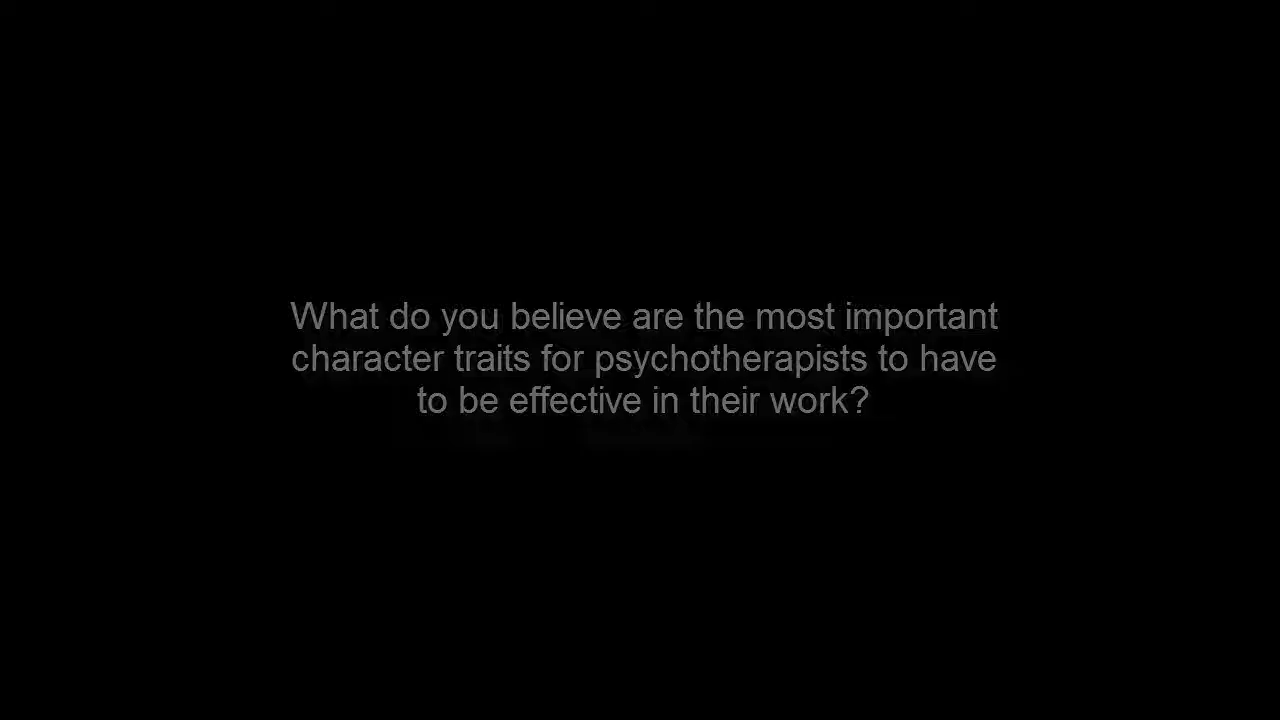 What do you believe are the most important
character traits for psychotherapists to have
to be effective in their work?